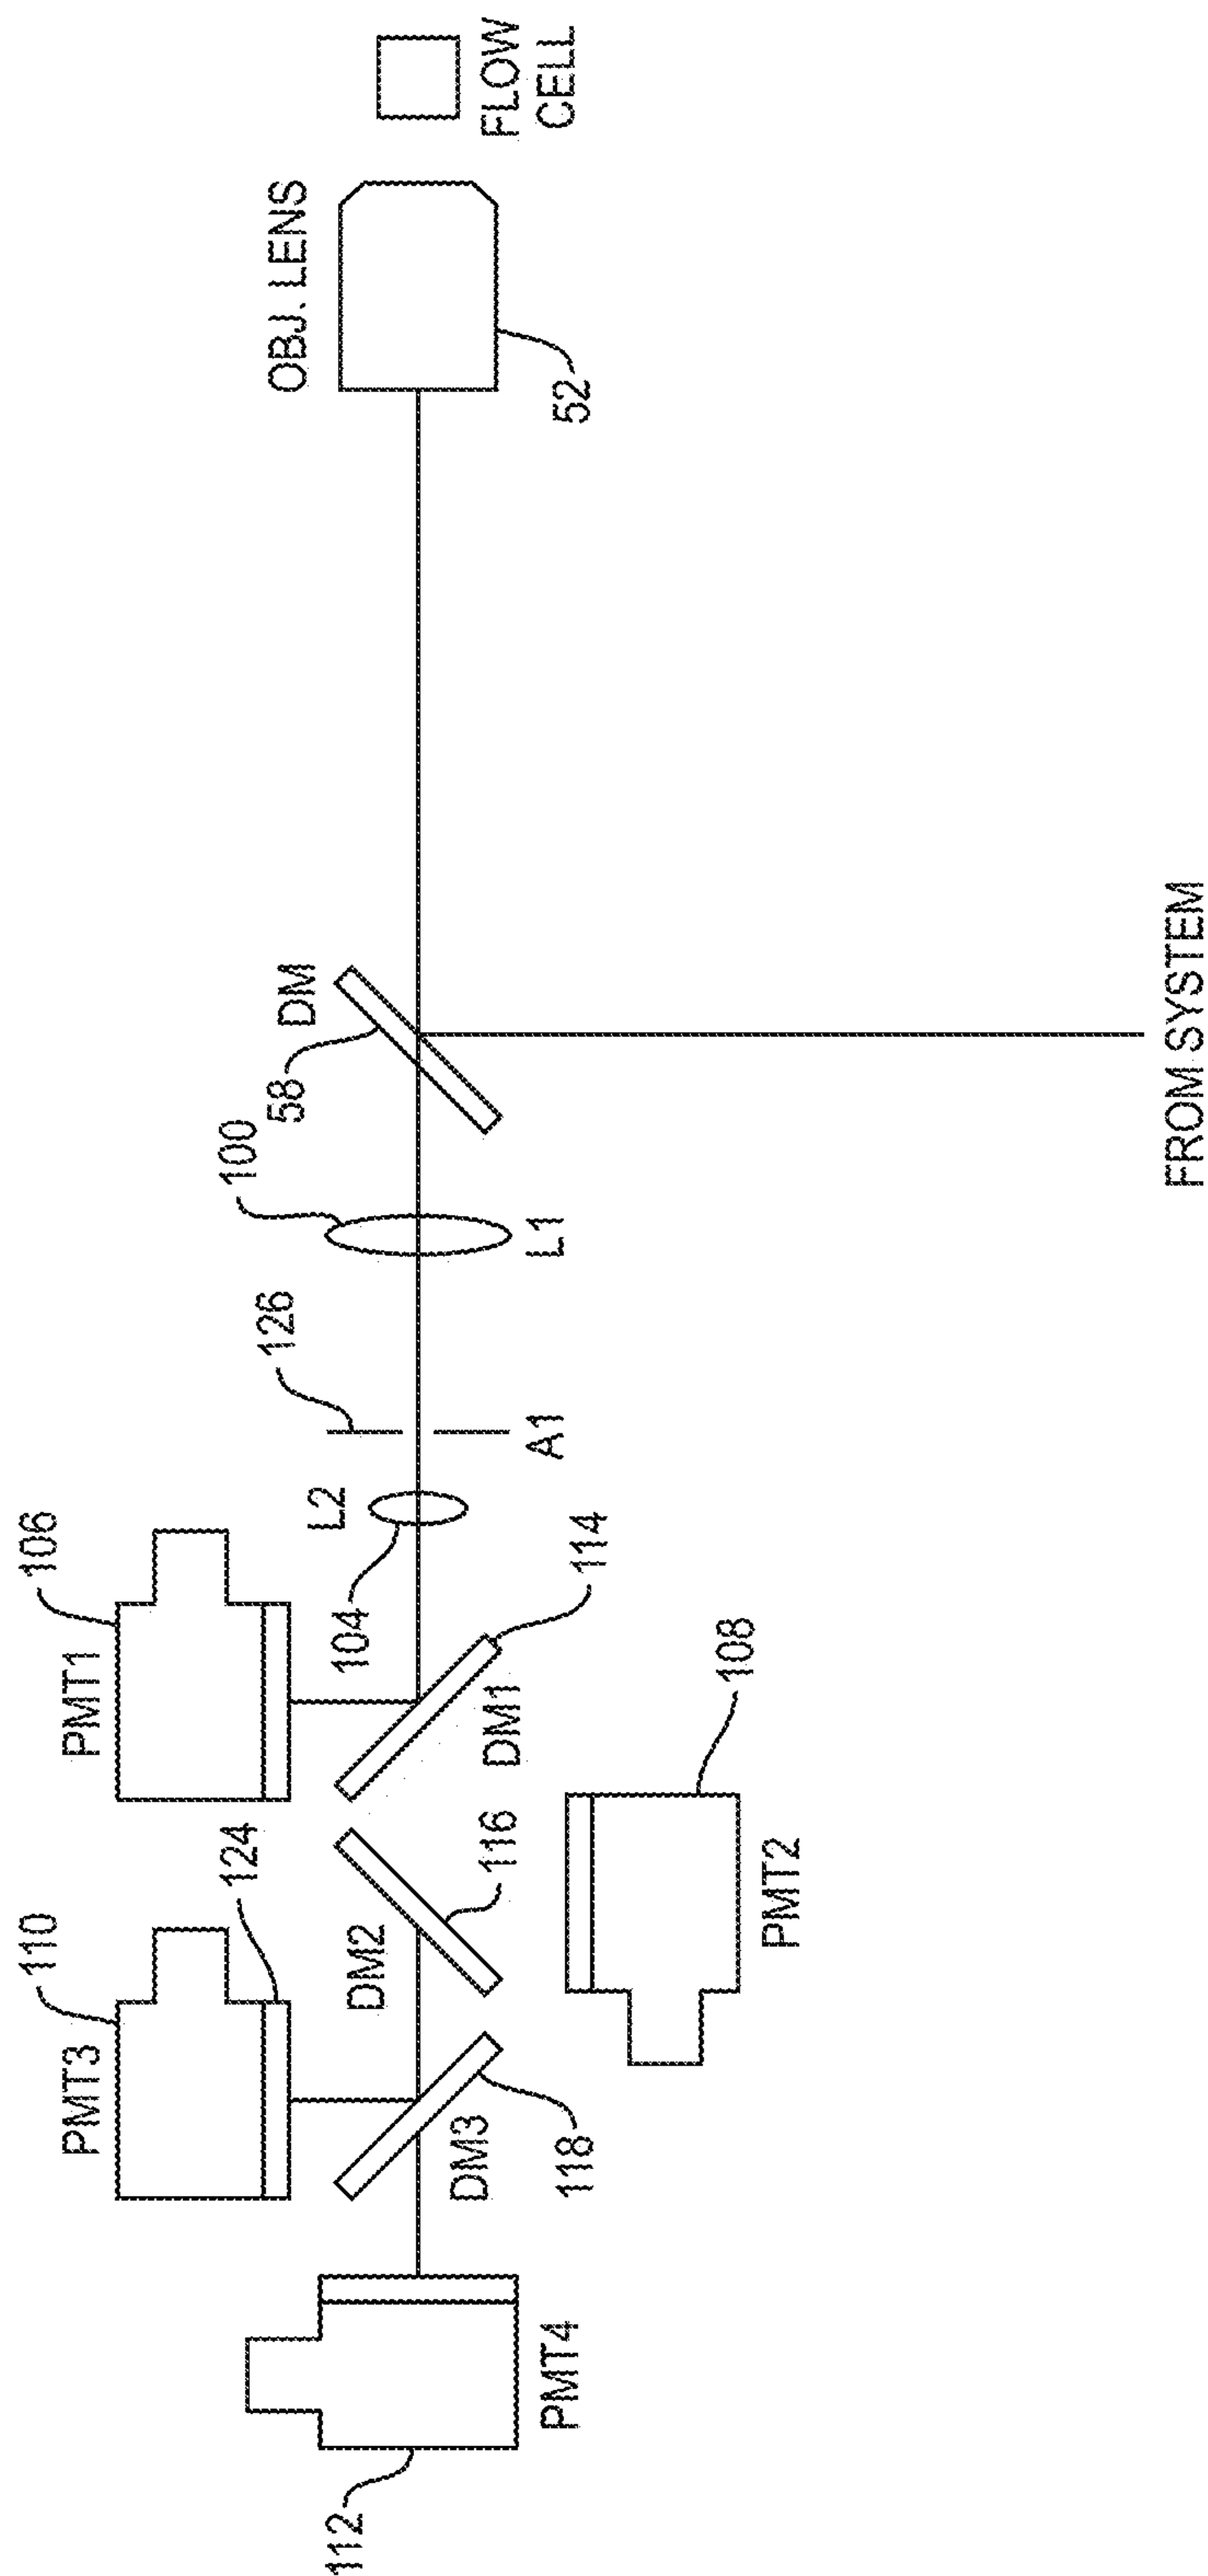 FLOW
CELL
OBJ. LENS
52
DM
58
FROM SYSTEM
100
L1
126
A1
L2
104
106
PMT1
114
DM1
108
PMT2
116
DM2
124
110
PMT3
DM3
118
PMT4
112